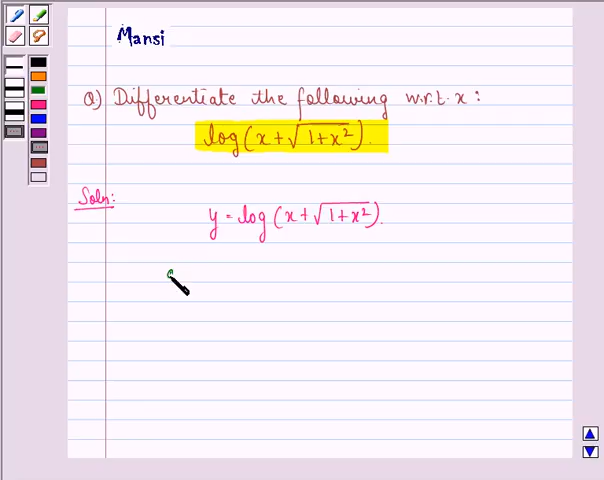 Mansi
Q) Differentiate the following w.r.t. x :
log(x+√1+x²).
Soln:
y = log(x+√1+x²).